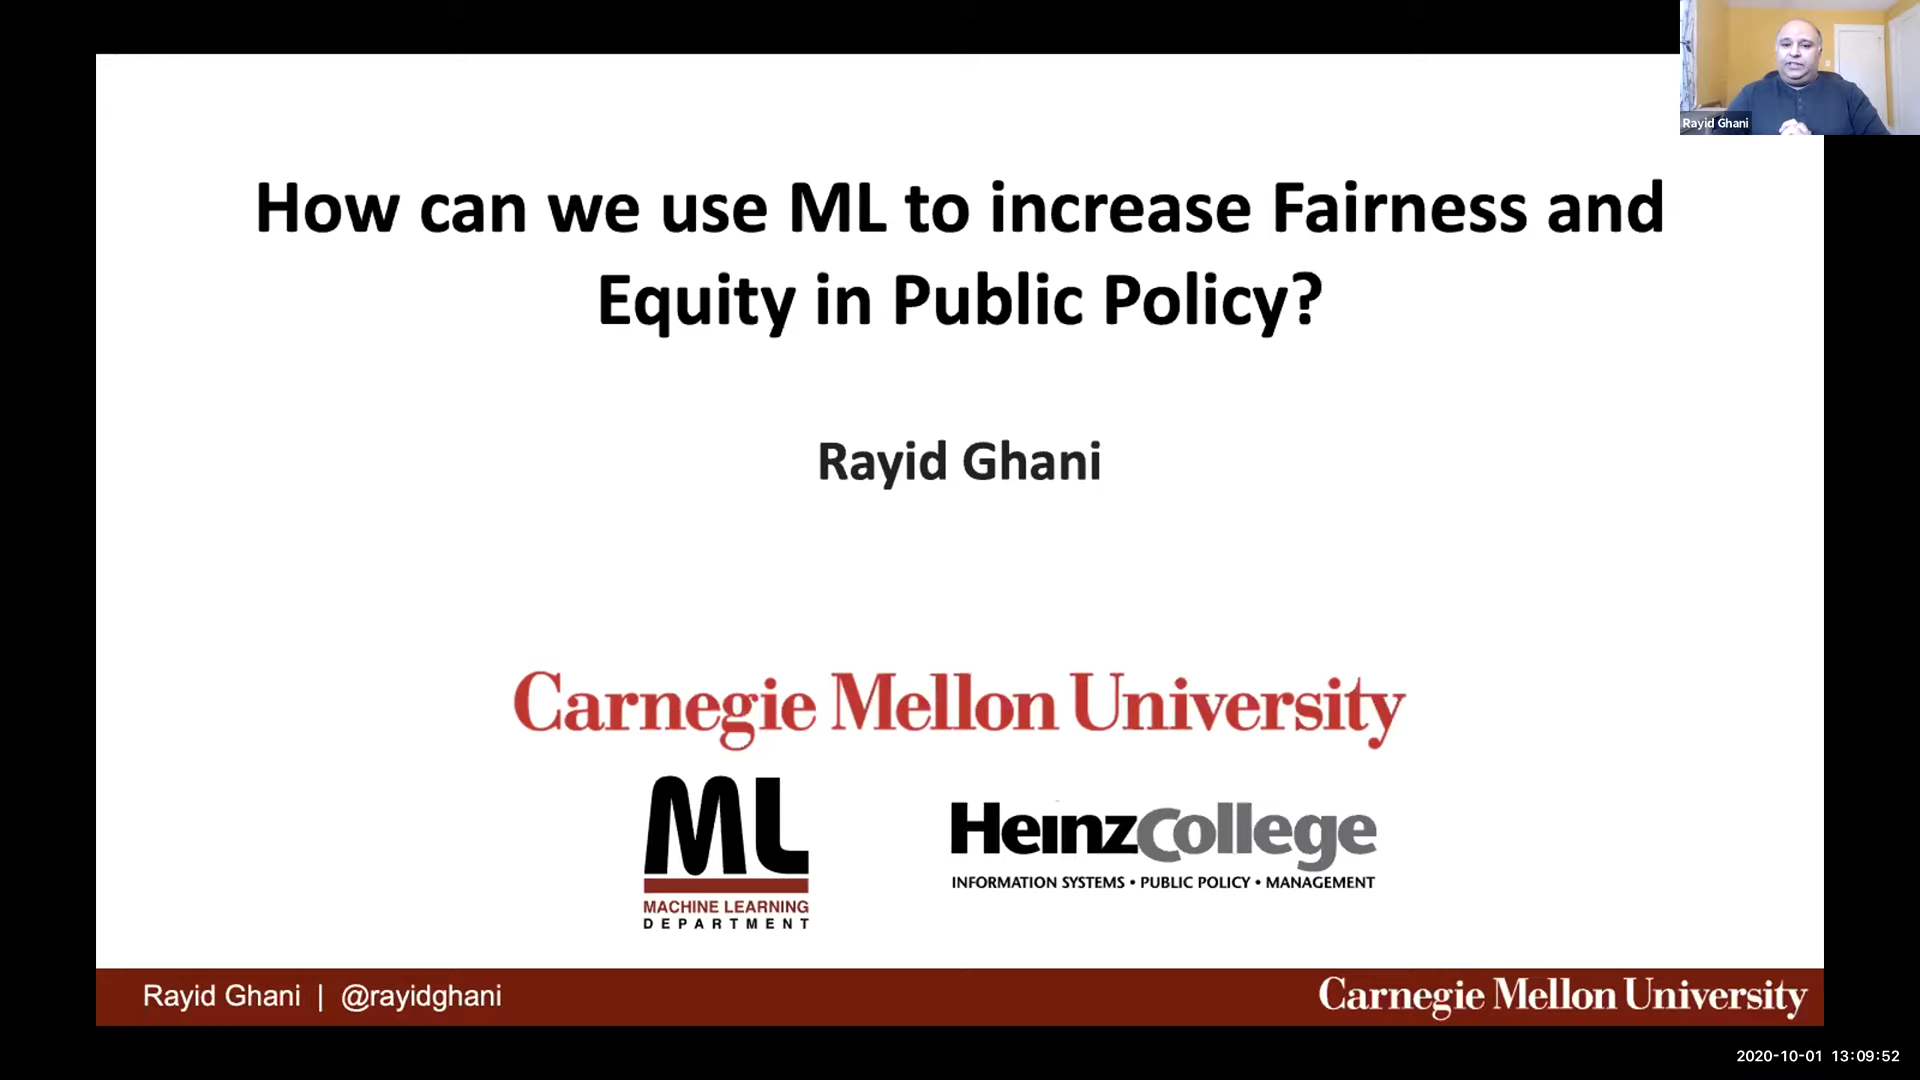 Rayid Ghani
How can we use ML to increase Fairness and
Equity in Public Policy?
Rayid Ghani
Carnegie Mellon University
ML
MACHINE LEARNING
DEPARTMENT
HeinzCollege
INFORMATION SYSTEMS • PUBLIC POLICY • MANAGEMENT
Rayid Ghani | @rayidghani
Carnegie Mellon University
2020-10-01 13:09:52